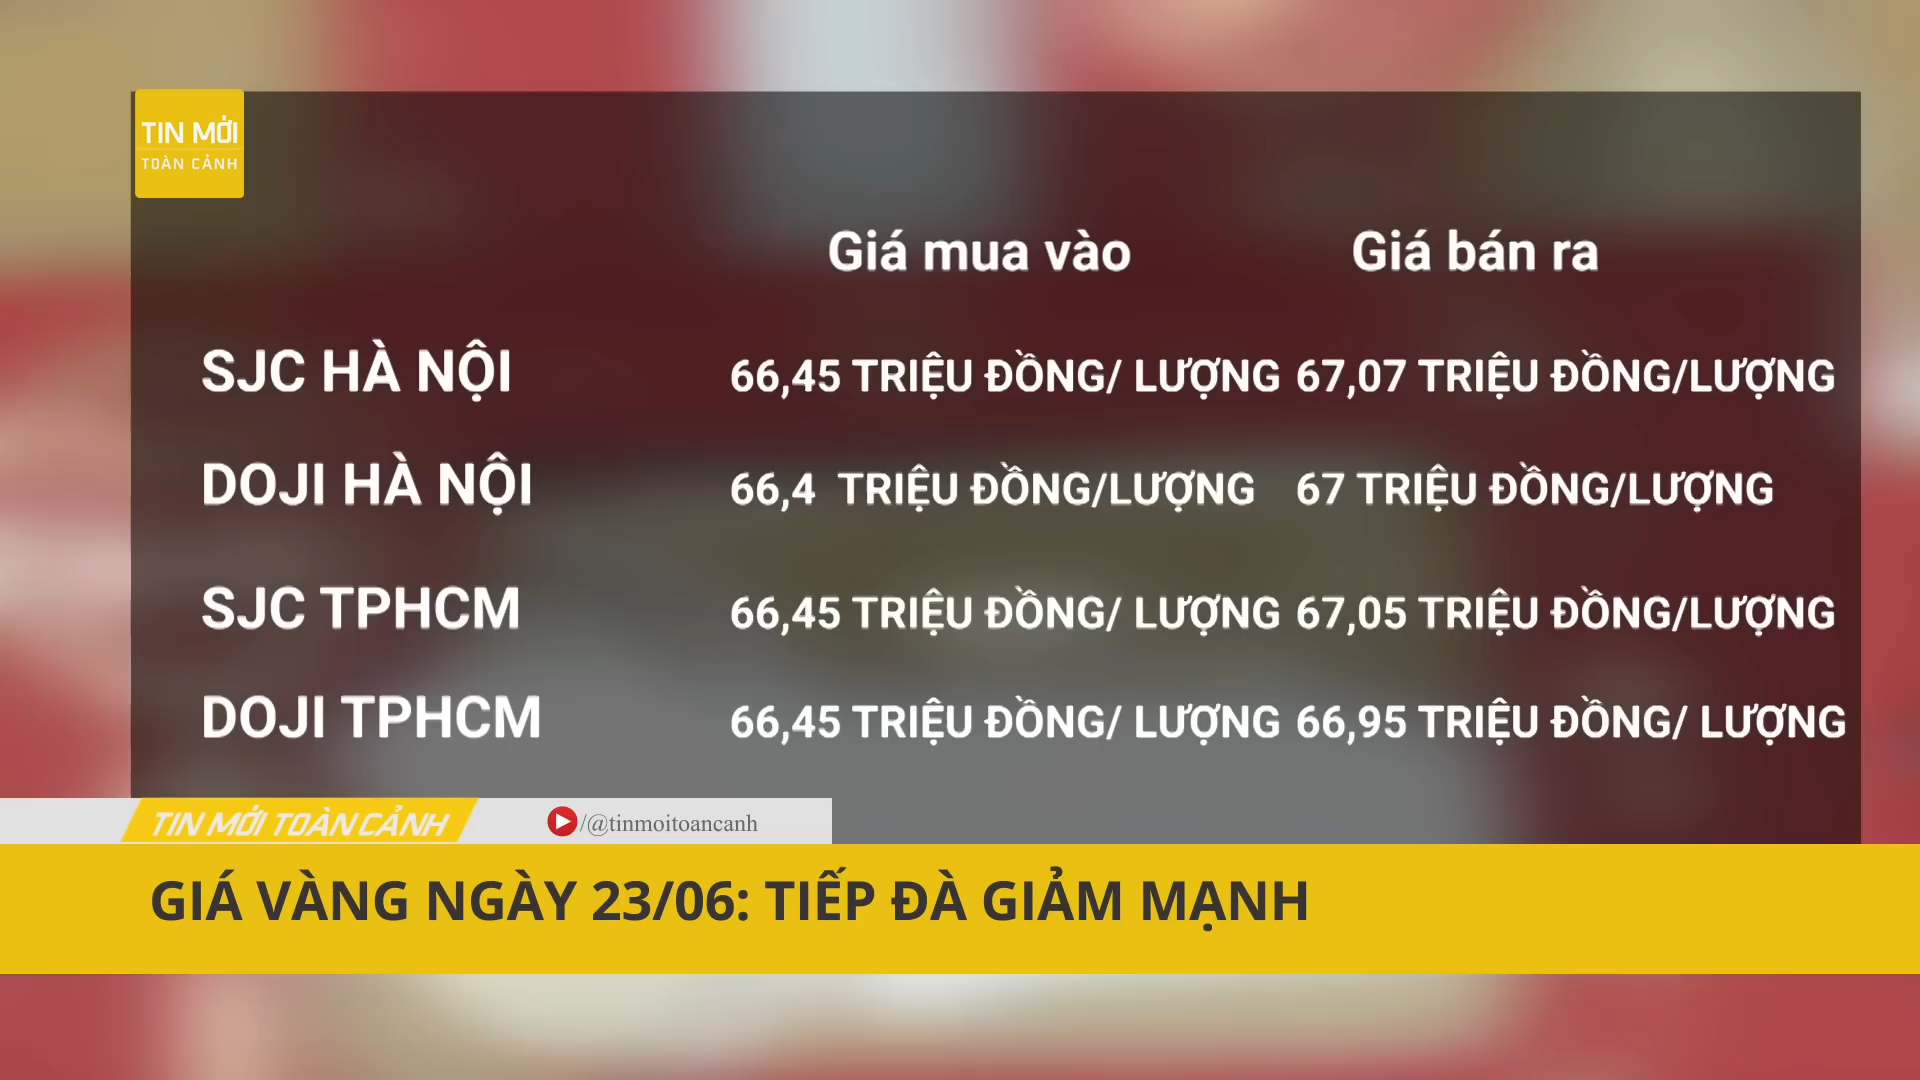 TIN MỚI
TOÀN CẢNH
Giá mua vào Giá bán ra
SJC HÀ NỘI 66,45 TRIỆU ĐỒNG/ LƯỢNG 67,07 TRIỆU ĐỒNG/LƯỢNG
DOJI HÀ NỘI 66,4 TRIỆU ĐỒNG/LƯỢNG 67 TRIỆU ĐỒNG/LƯỢNG
SJC TPHCM 66,45 TRIỆU ĐỒNG/ LƯỢNG 67,05 TRIỆU ĐỒNG/LƯỢNG
DOJI TPHCM 66,45 TRIỆU ĐỒNG/ LƯỢNG 66,95 TRIỆU ĐỒNG/ LƯỢNG
TIN MỚI TOÀN CẢNH /@tinmoitoancanh
GIÁ VÀNG NGÀY 23/06: TIẾP ĐÀ GIẢM MẠNH